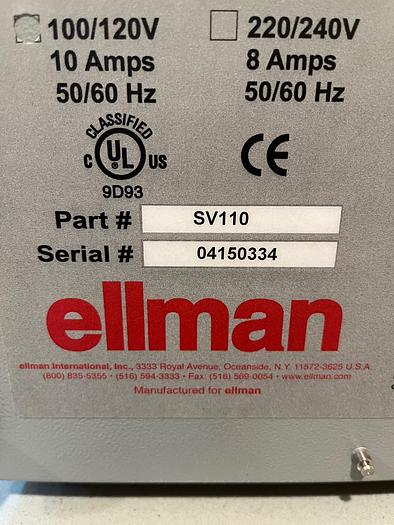 100/120V 220/240V
10 Amps 8 Amps
50/60 Hz 50/60 Hz
CLASSIFIED
C UL US CE
9D93
Part # SV110
Serial # 04150334
ellman
ellman International, Inc., 3333 Royal Avenue, Oceanside, N.Y. 11572-3625 U.S.A.
(800) 835-5355 • (516) 594-3333 • Fax: (516) 569-0054 • www.ellman.com
Manufactured for ellman